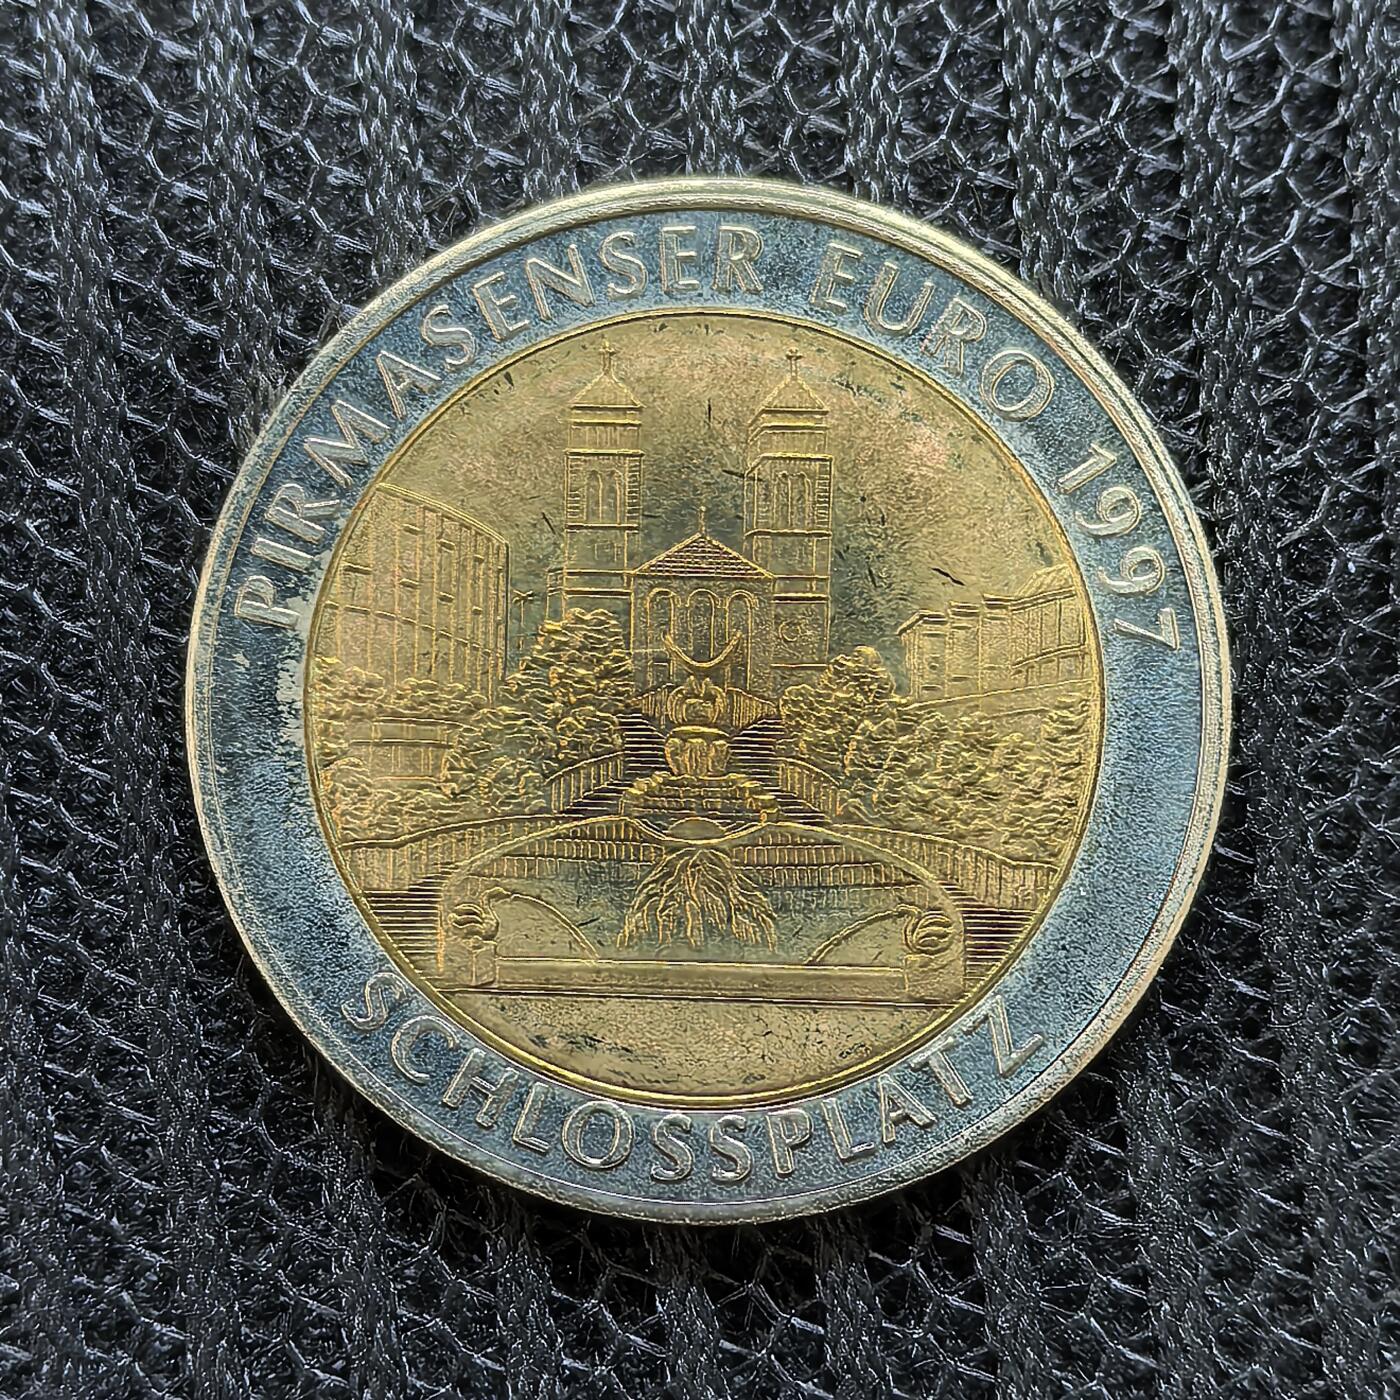 PIRMASENSER EURO 1997
SCHLOSSPLATZ